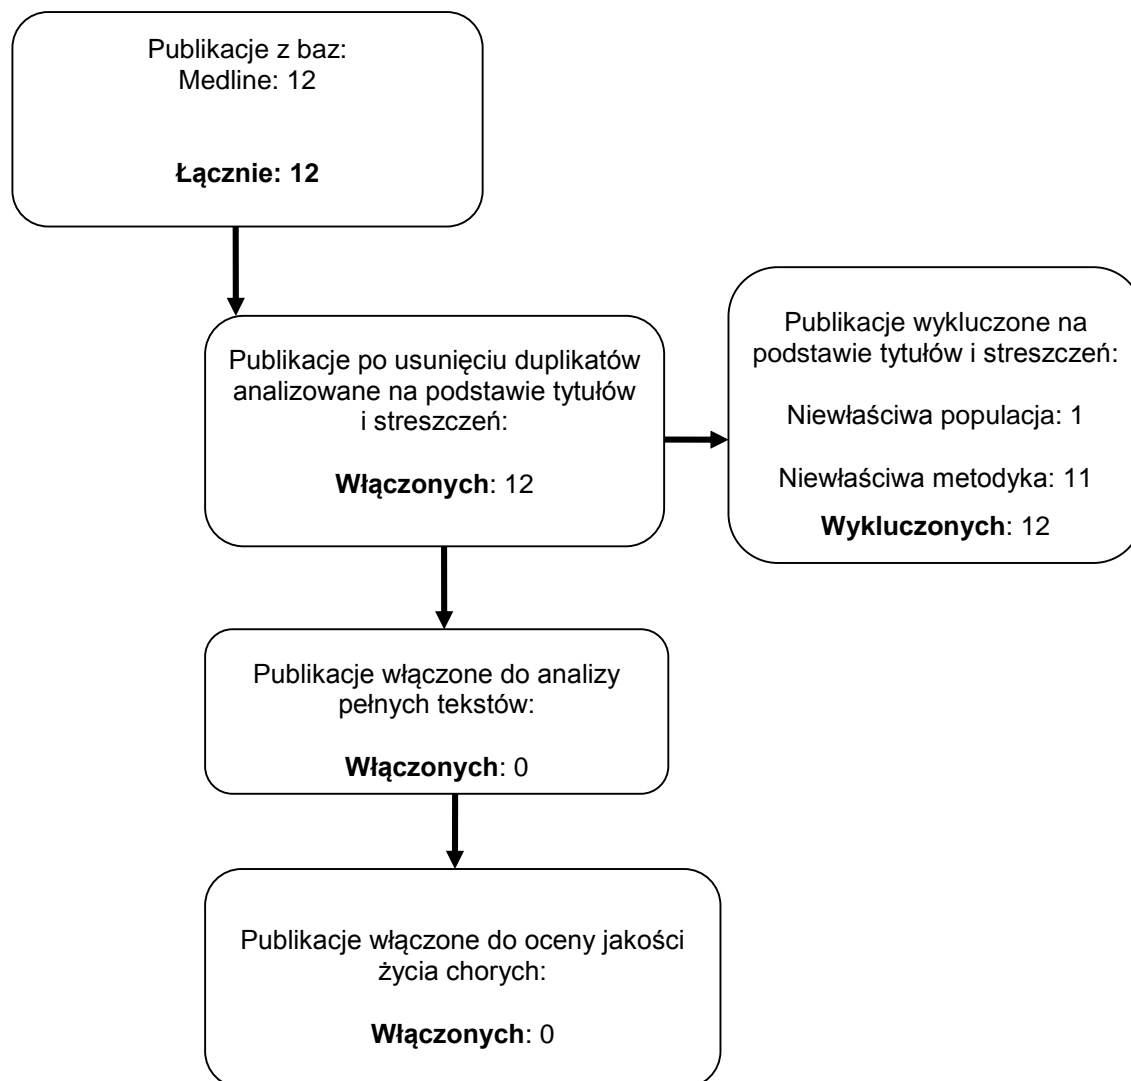 Publikacje z baz:
Medline: 12
Łącznie: 12
Publikacje po usunięciu duplikatów
analizowane na podstawie tytułów
i streszczeń:
Włączonych: 12
Publikacje wykluczone na
podstawie tytułów i streszczeń:
Niewłaściwa populacja: 1
Niewłaściwa metodyka: 11
Wykluczonych: 12
Publikacje włączone do analizy
pełnych tekstów:
Włączonych: 0
Publikacje włączone do oceny jakości
życia chorych:
Włączonych: 0